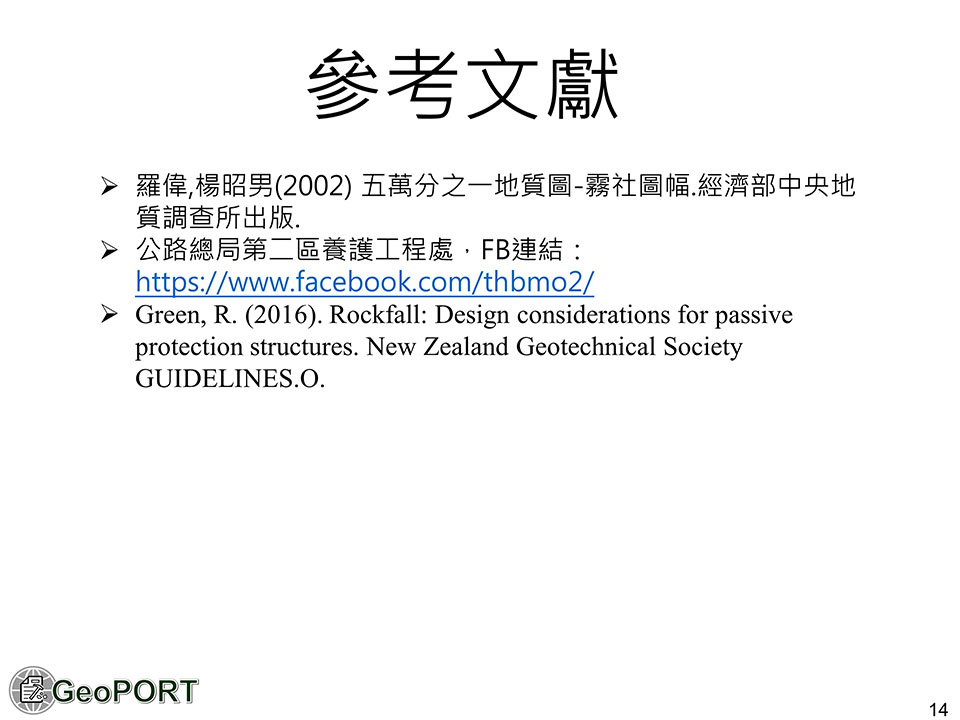 參考文獻
➢ 羅偉,楊昭男(2002) 五萬分之一地質圖-霧社圖幅.經濟部中央地
質調查所出版.
➢ 公路總局第二區養護工程處，FB連結：
https://www.facebook.com/thbmo2/
➢ Green, R. (2016). Rockfall: Design considerations for passive
protection structures. New Zealand Geotechnical Society
GUIDELINES.O.
GeoPORT
14